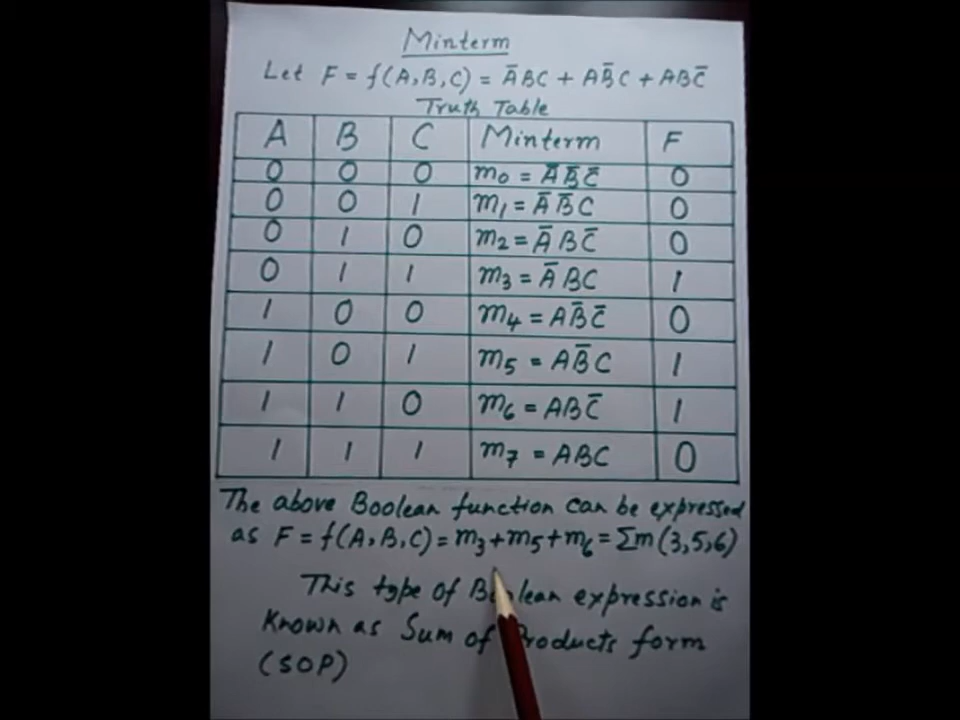 Minterm
Let F = f(A,B,C) = A̅BC + AB̅C + ABC̅
Truth Table
A B C Minterm F
0 0 0 m₀ = A̅B̅C̅ 0
0 0 1 m₁ = A̅B̅C 0
0 1 0 m₂ = A̅BC̅ 0
0 1 1 m₃ = A̅BC 1
1 0 0 m₄ = AB̅C̅ 0
1 0 1 m₅ = AB̅C 1
1 1 0 m₆ = ABC̅ 1
1 1 1 m₇ = ABC 0
The above Boolean function can be expressed
as F = f(A,B,C) = m₃+m₅+m₆ = Σm(3,5,6)
This type of Boolean expression is
Known as Sum of Products form
(SOP)